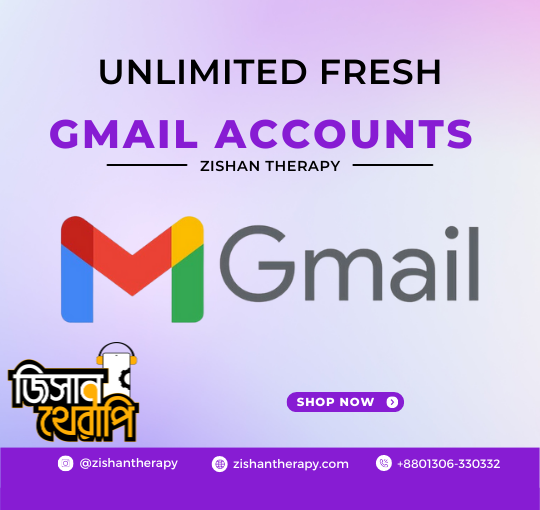 UNLIMITED FRESH
GMAIL ACCOUNTS
ZISHAN THERAPY
Gmail
জিসান
থেরাপি
SHOP NOW
@zishantherapy
zishantherapy.com
+8801306-330332